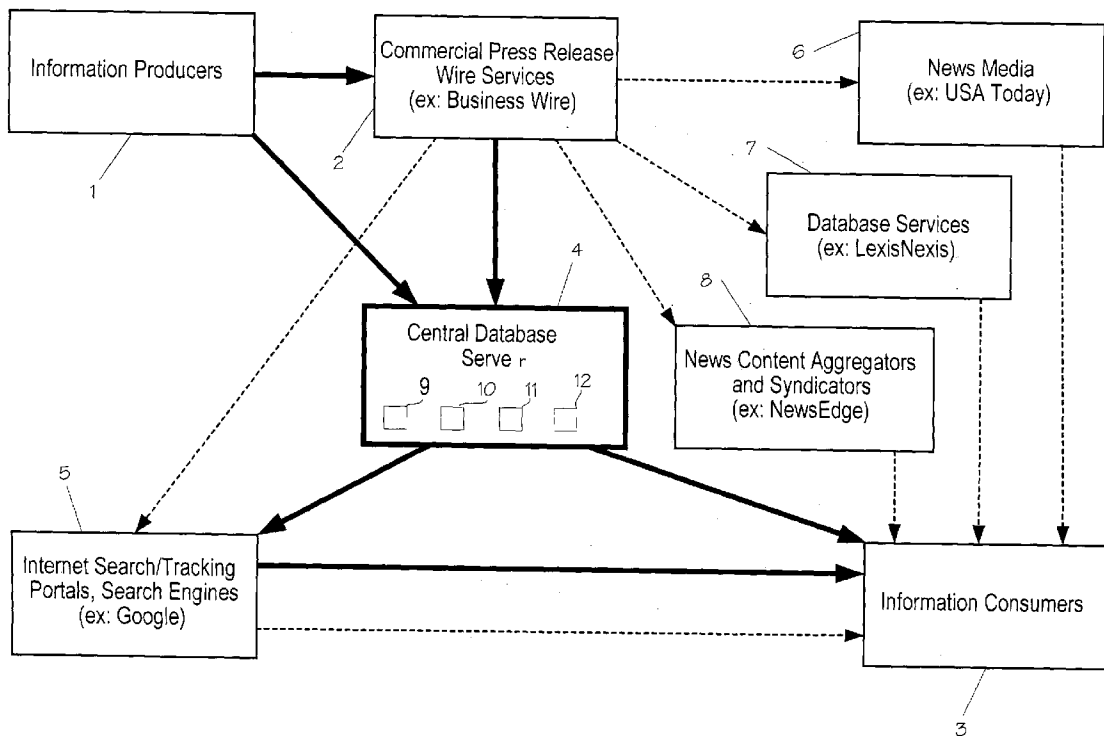 Information Producers
1
Commercial Press Release
Wire Services
(ex: Business Wire)
2
6
News Media
(ex: USA Today)
7
Database Services
(ex: LexisNexis)
4
Central Database
Serve r
9 10 11 12
8
News Content Aggregators
and Syndicators
(ex: NewsEdge)
5
Internet Search/Tracking
Portals, Search Engines
(ex: Google)
Information Consumers
3